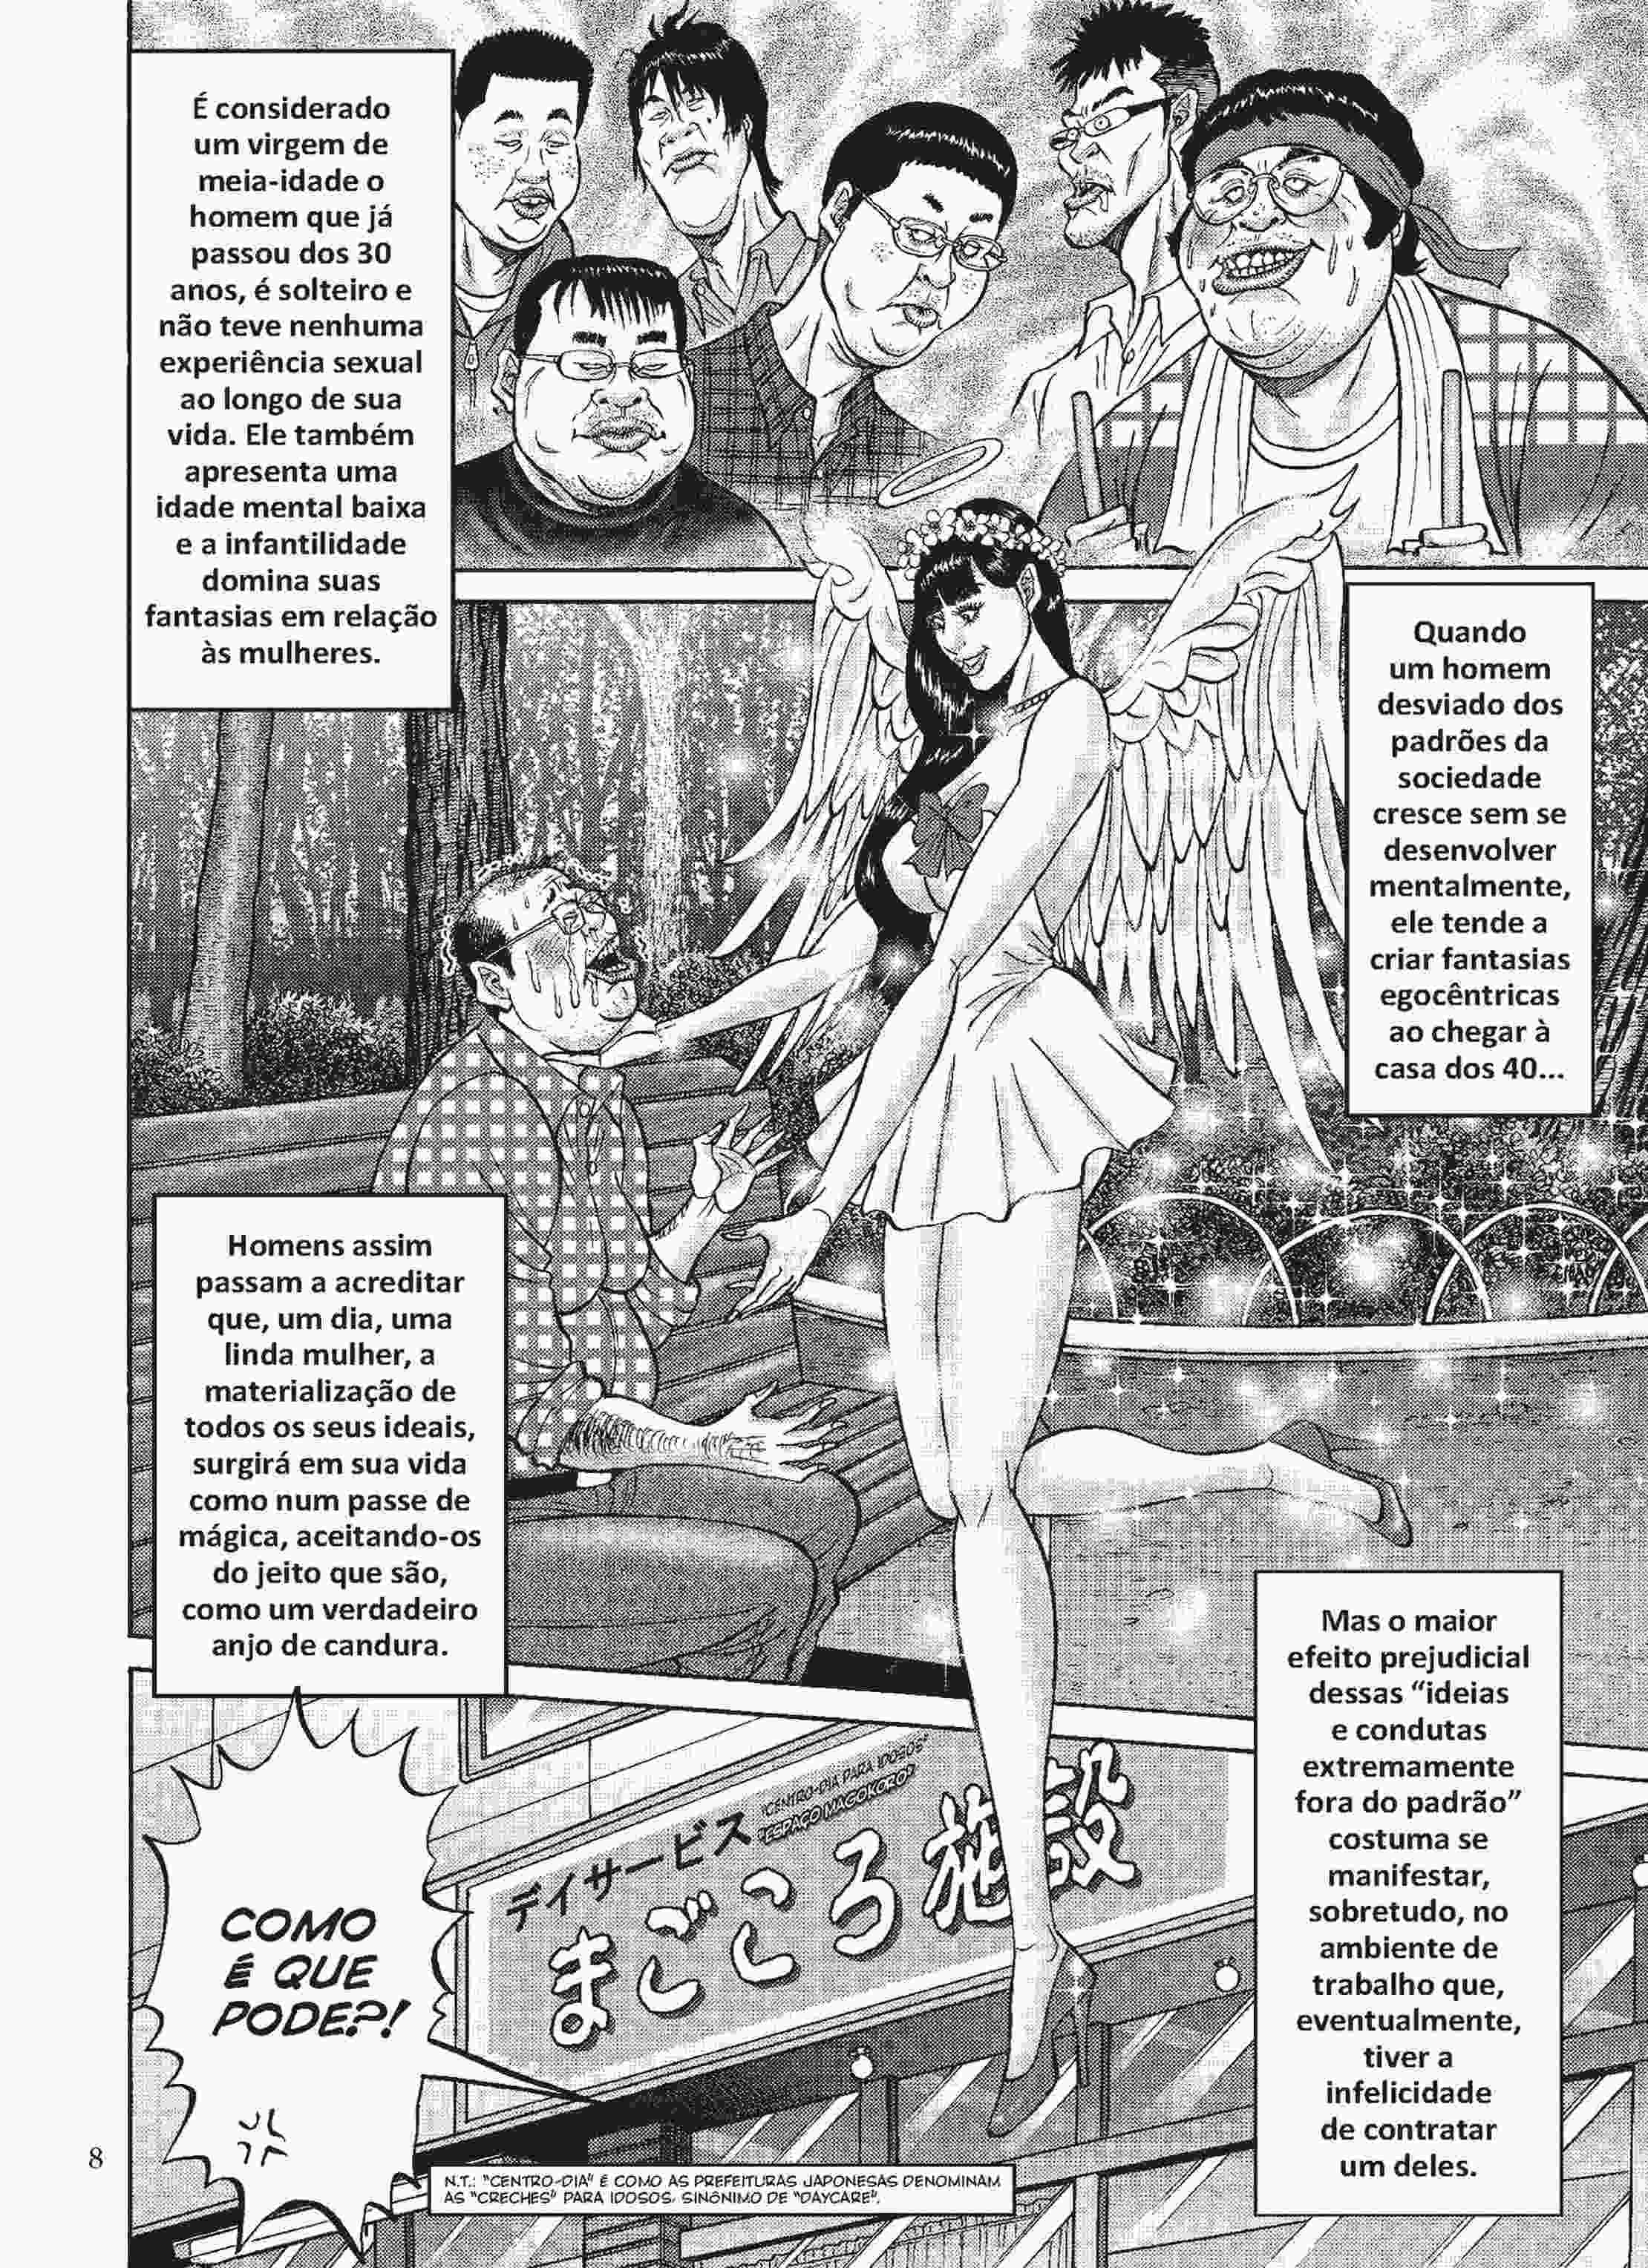 É considerado
um virgem de
meia-idade o
homem que já
passou dos 30
anos, é solteiro e
não teve nenhuma
experiência sexual
ao longo de sua
vida. Ele também
apresenta uma
idade mental baixa
e a infantilidade
domina suas
fantasias em relação
às mulheres.
Quando
um homem
desviado dos
padrões da
sociedade
cresce sem se
desenvolver
mentalmente,
ele tende a
criar fantasias
egocêntricas
ao chegar à
casa dos 40...
Homens assim
passam a acreditar
que, um dia, uma
linda mulher, a
materialização de
todos os seus ideais,
surgirá em sua vida
como num passe de
mágica, aceitando-os
do jeito que são,
como um verdadeiro
anjo de candura.
Mas o maior
efeito prejudicial
dessas “ideias
e condutas
extremamente
fora do padrão”
costuma se
manifestar,
sobretudo, no
ambiente de
trabalho que,
eventualmente,
tiver a
infelicidade
de contratar
um deles.
COMO
É QUE
PODE?!
デイサービス
"CENTRO-DIA PARA IDOSOS"
"ESPAÇO MAGOKORO"
まごころ施設
N.T.: "CENTRO-DIA" É COMO AS PREFEITURAS JAPONESAS DENOMINAM
AS "CRECHES" PARA IDOSOS, SINÔNIMO DE "DAYCARE".
8